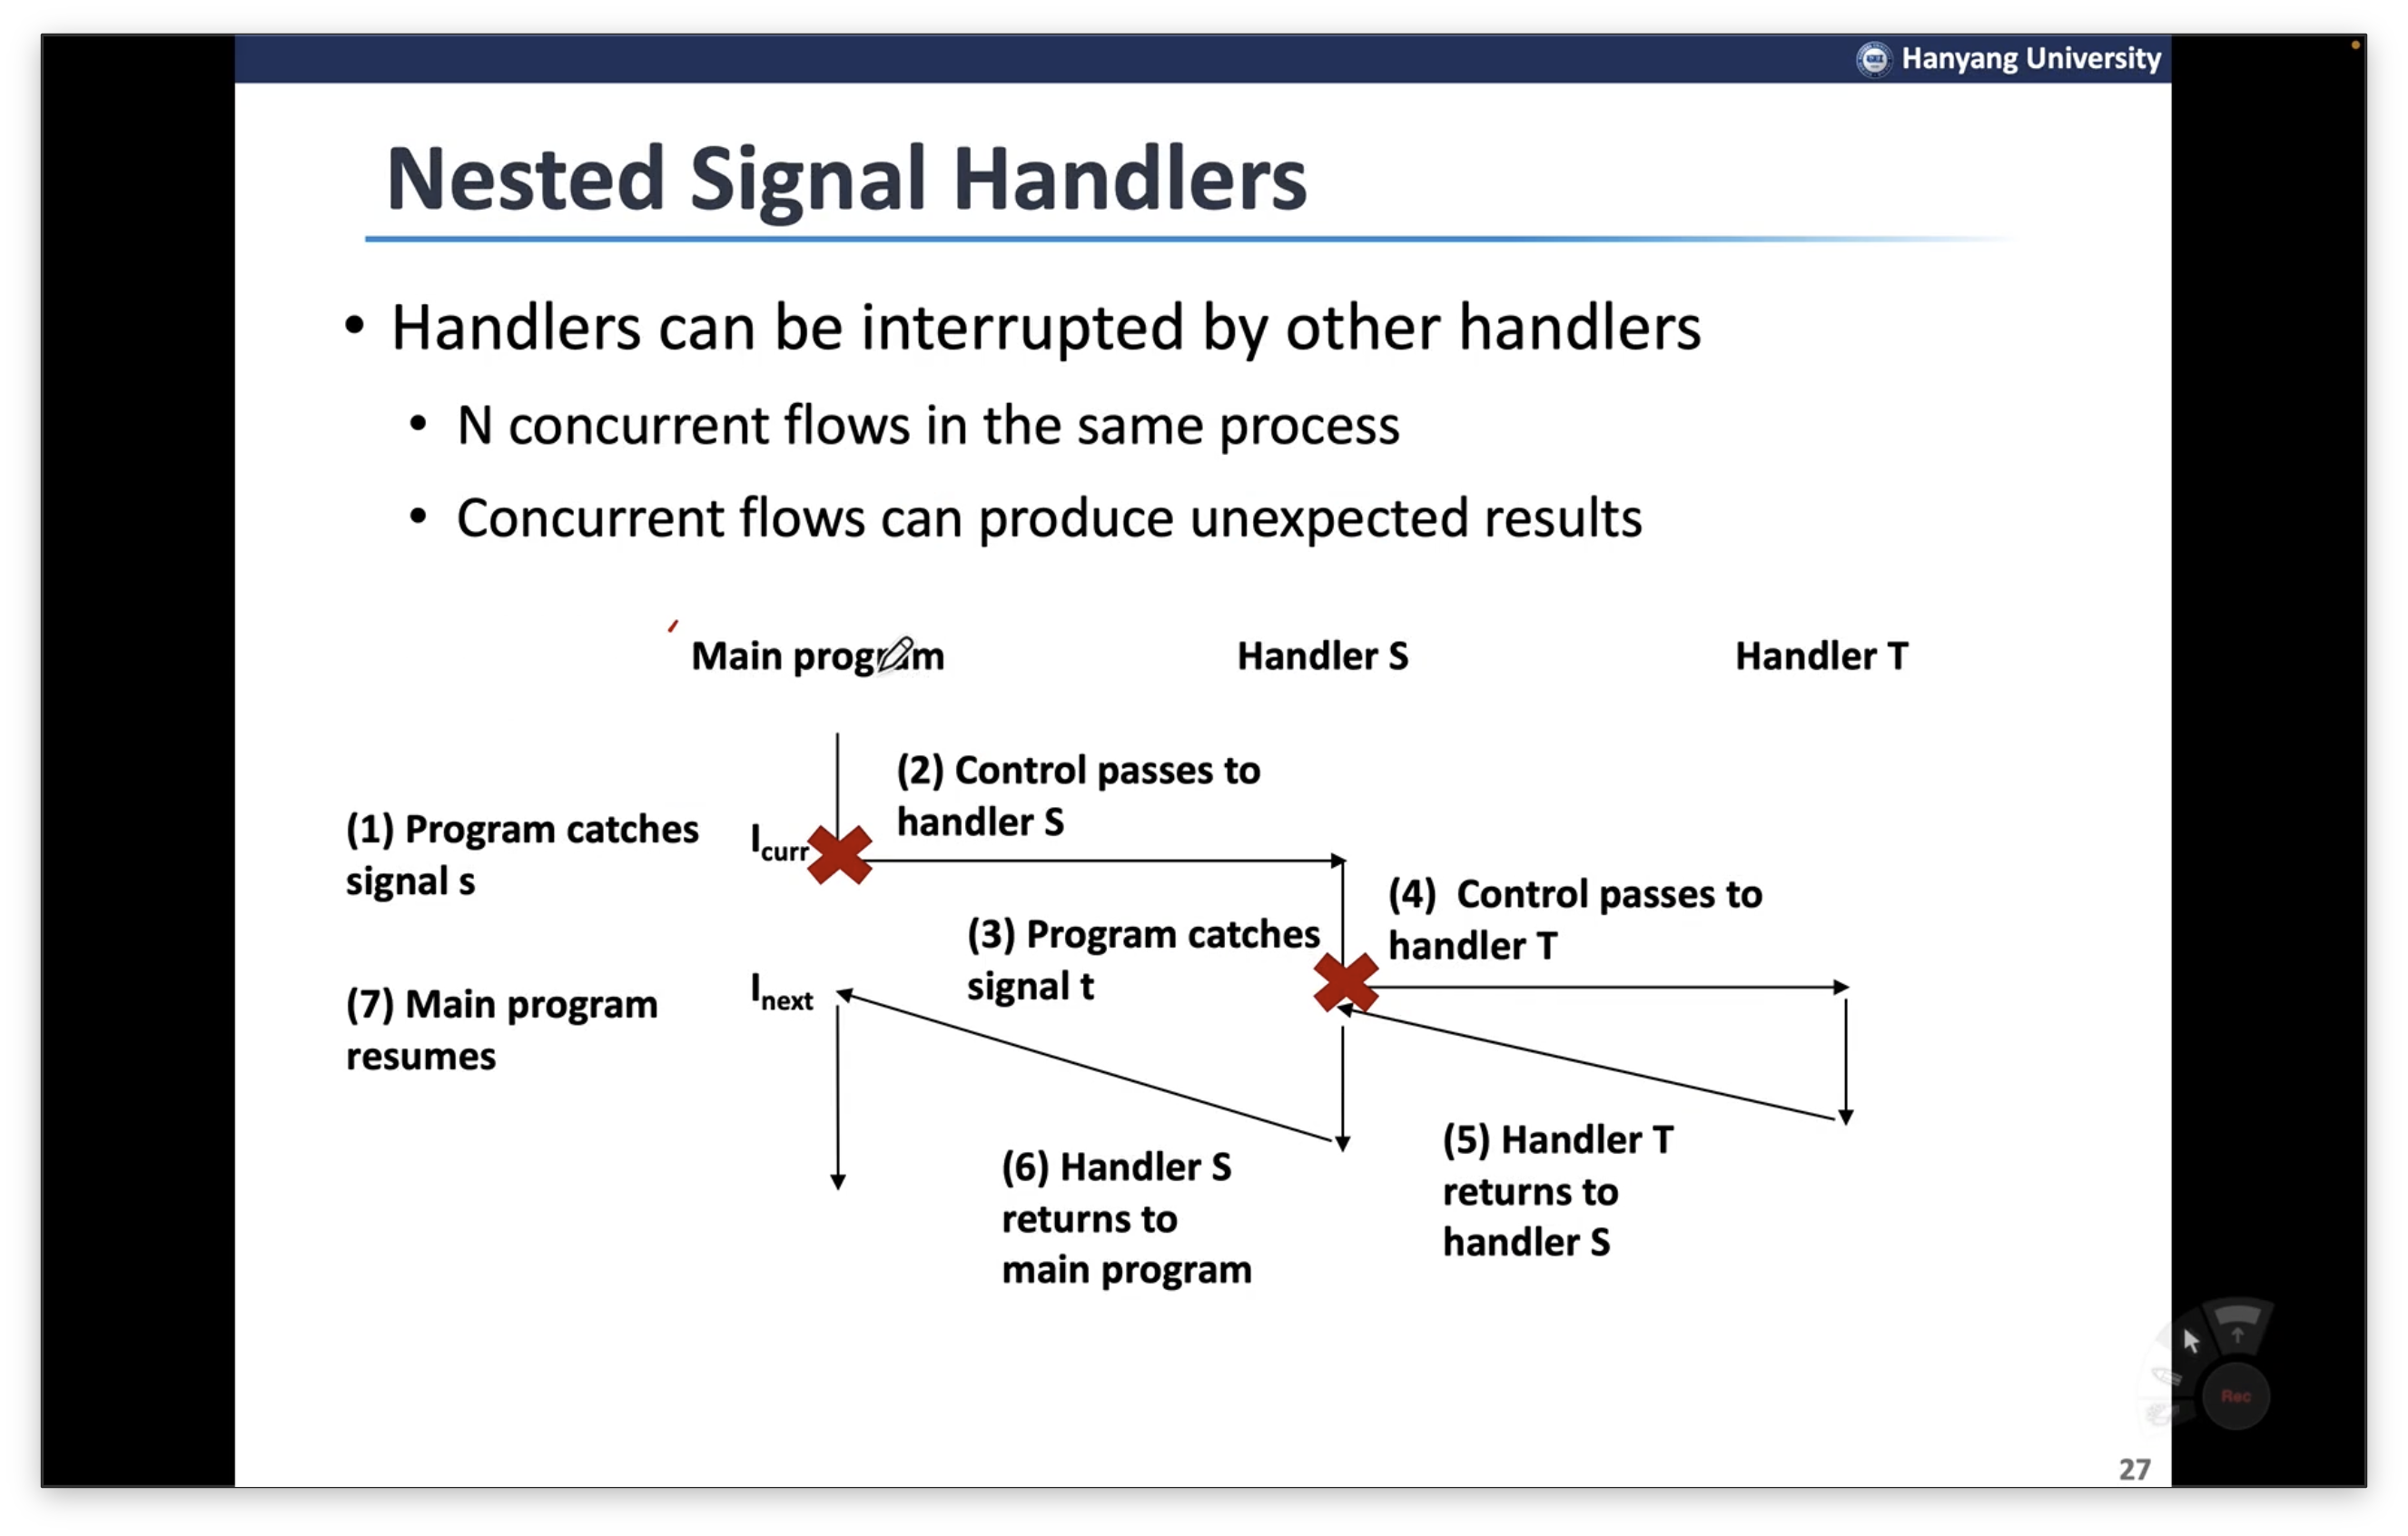 Hanyang University
Nested Signal Handlers
• Handlers can be interrupted by other handlers
• N concurrent flows in the same process
• Concurrent flows can produce unexpected results
Main program
Handler S
Handler T
(1) Program catches
signal s
Icurr
(2) Control passes to
handler S
(3) Program catches
signal t
(4) Control passes to
handler T
(5) Handler T
returns to
handler S
(6) Handler S
returns to
main program
(7) Main program
resumes
Inext
Rec
27